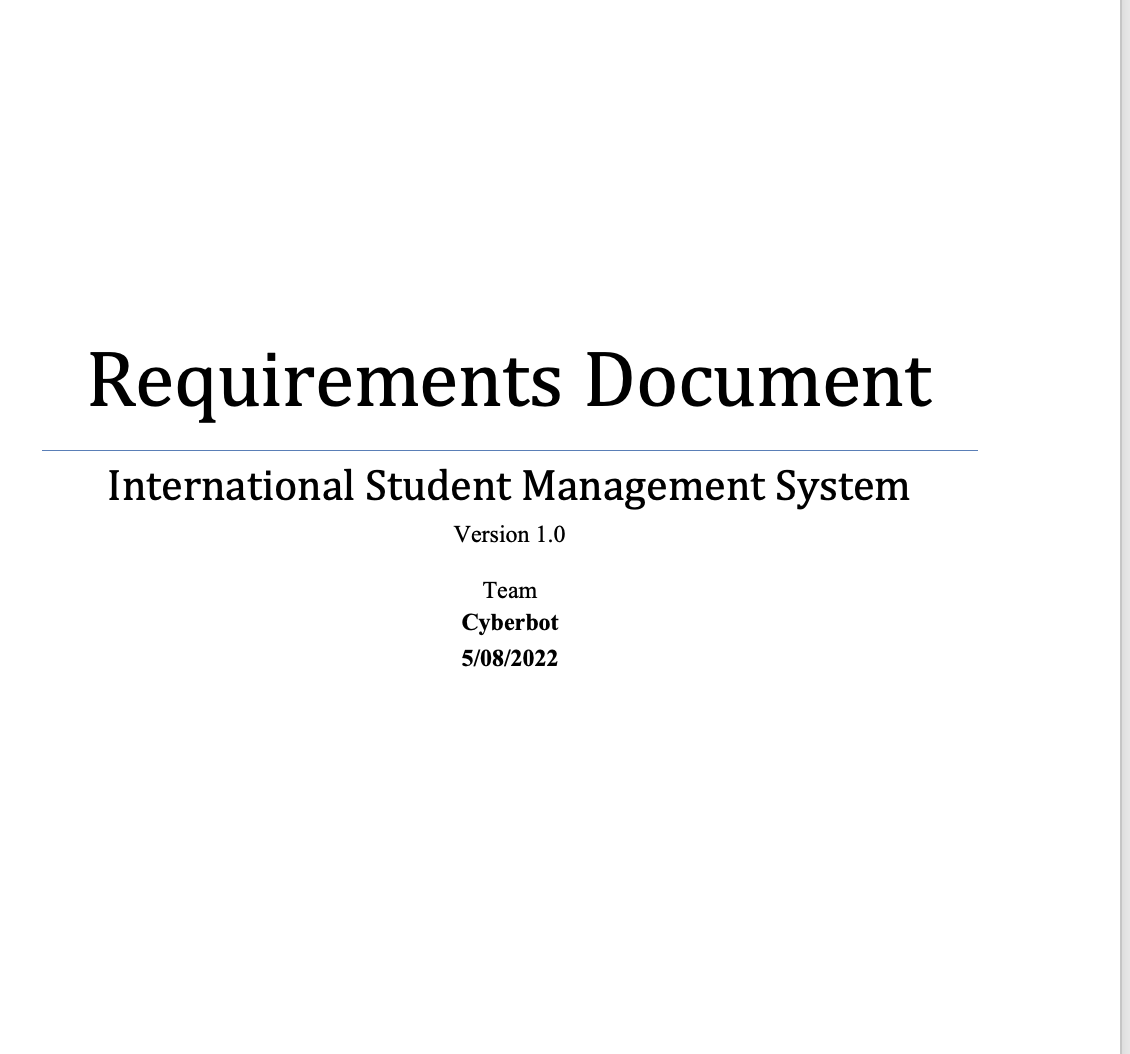 Requirements Document
International Student Management System
Version 1.0
Team
Cyberbot
5/08/2022